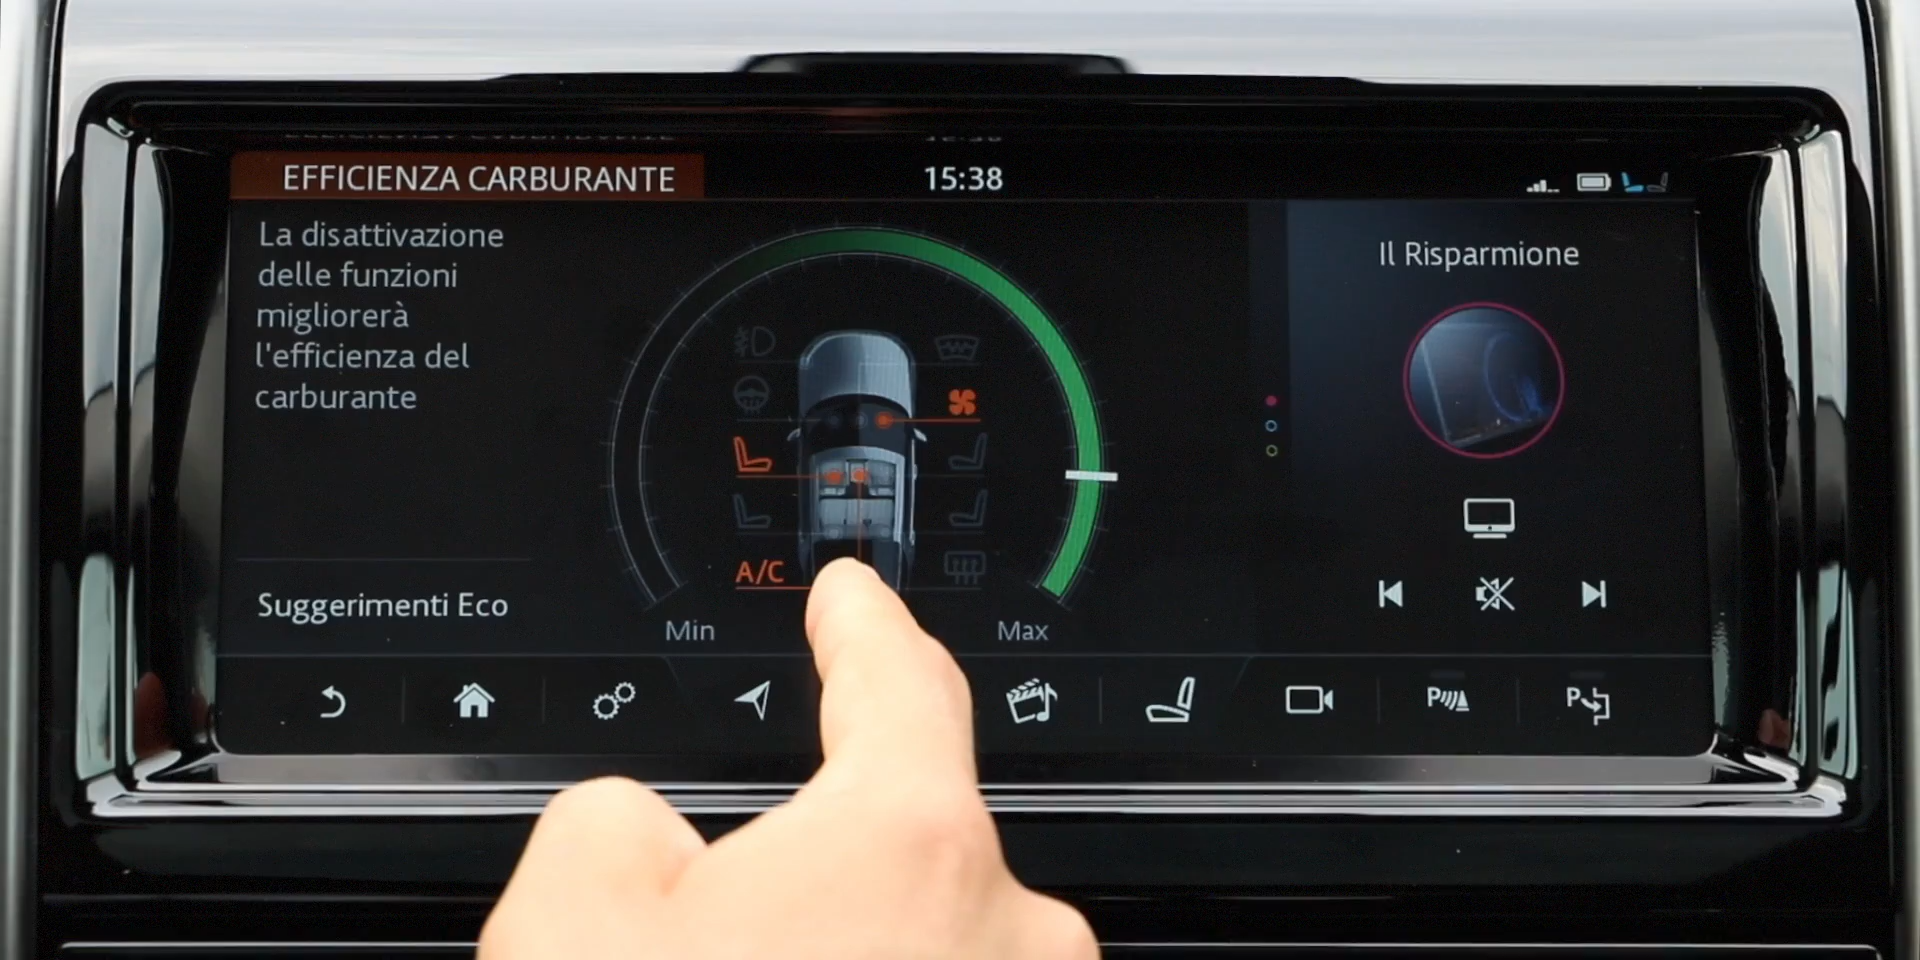 EFFICIENZA CARBURANTE
15:38
La disattivazione
delle funzioni
migliorerà
l'efficienza del
carburante
Il Risparmione
A/C
Suggerimenti Eco
Min
Max
P
P